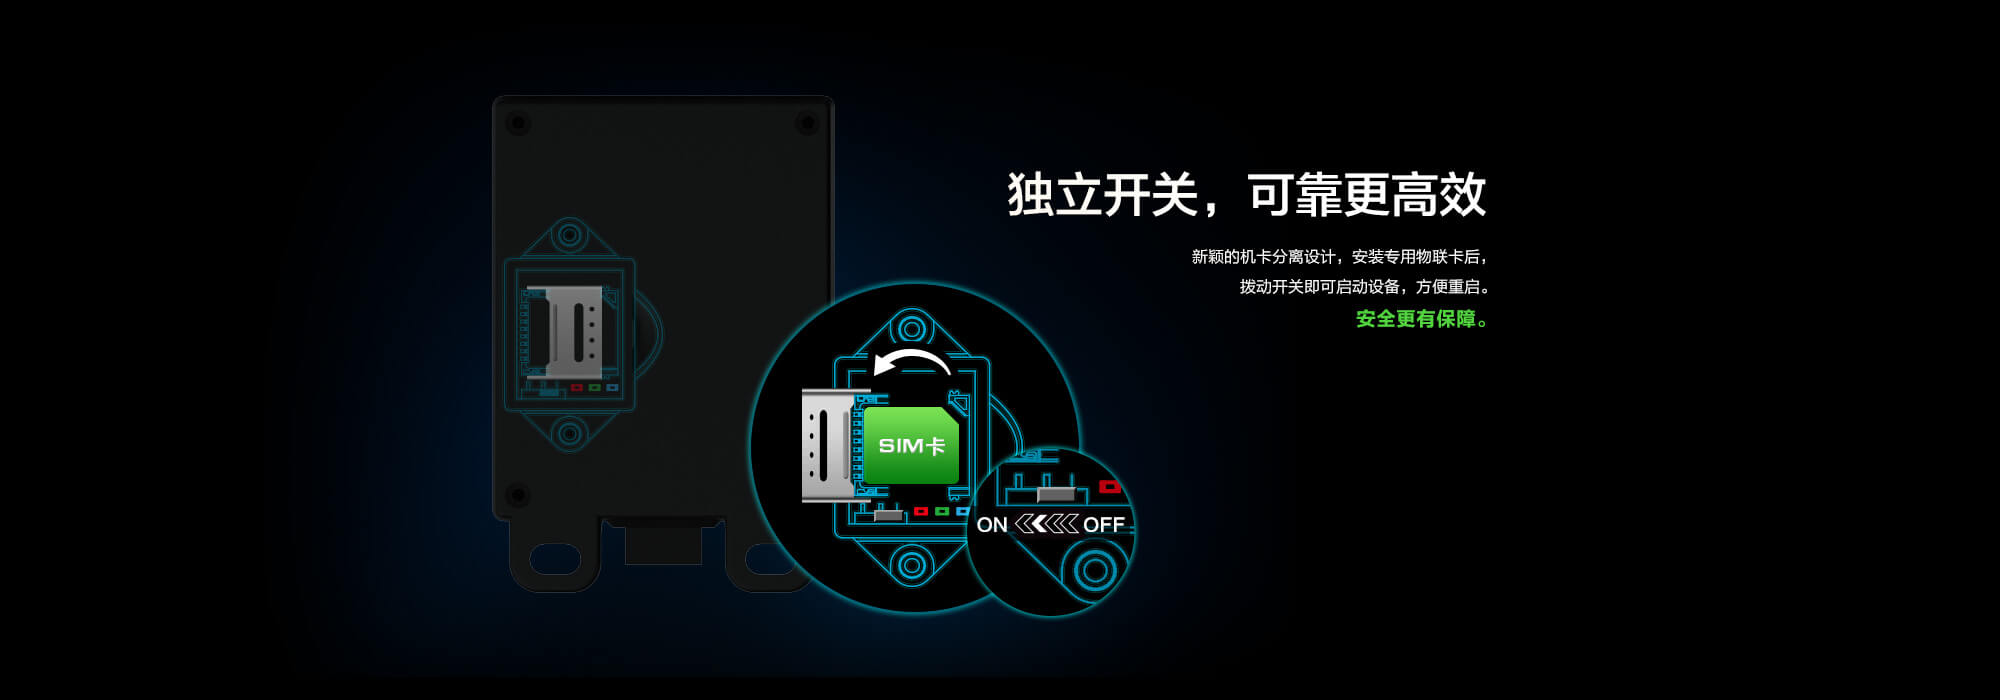 独立开关，可靠更高效
新颖的机卡分离设计，安装专用物联卡后，
拨动开关即可启动设备，方便重启。
安全更有保障。
SIM卡
ON OFF